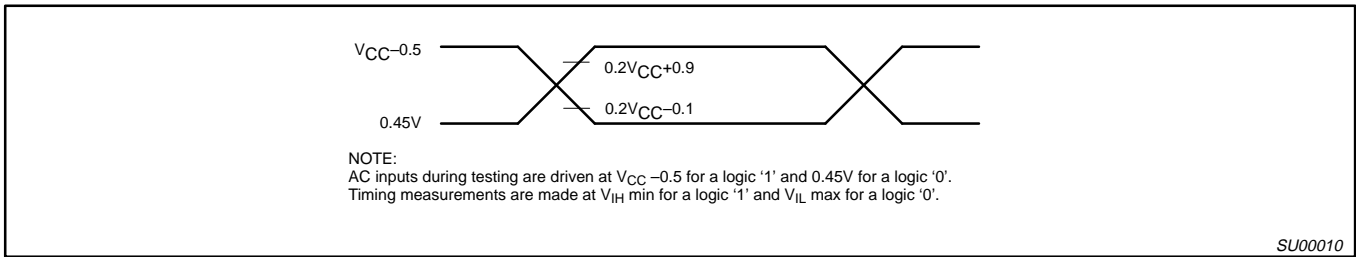 VCC–0.5
0.2VCC+0.9
0.2VCC–0.1
0.45V
NOTE:
AC inputs during testing are driven at VCC –0.5 for a logic ‘1’ and 0.45V for a logic ‘0’.
Timing measurements are made at VIH min for a logic ‘1’ and VIL max for a logic ‘0’.
SU00010